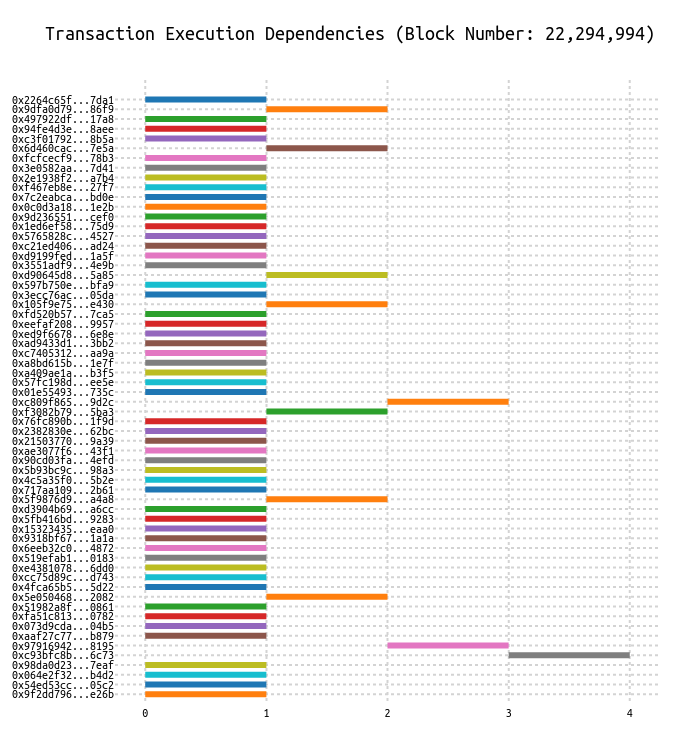 Transaction Execution Dependencies (Block Number: 22,294,994)
0x2264c65f...7da1
0x9dfa0d79...86f9
0x497922df...17a8
0x94fe4d3e...8aee
0xc3f01792...8b5a
0x6d460cac...7e5a
0xfcfcecf9...78b3
0x3e0582aa...7d41
0x2e1938f2...a7b4
0xf467eb8e...27f7
0x7c2eabca...bd0e
0x0c0d3a18...1e2b
0x9d236551...cef0
0x1ed6ef58...75d9
0x5765828c...4527
0xc21ed406...ad24
0xd9199fed...1a5f
0x3551adf9...4e9b
0xd90645d8...5a85
0x597b750e...bfa9
0x3ecc76ac...05da
0x105f9e75...e430
0xfd520b57...7ca5
0xeefaf208...9957
0xed9f6678...6e8e
0xad9433d1...3bb2
0xc7405312...aa9a
0xa8bd615b...1e7f
0xa409ae1a...b3f5
0x57fc198d...ee5e
0x01e55493...735c
0xc809f865...9d2c
0xf3082b79...5ba3
0x76fc890b...1f9d
0x2382830e...62bc
0x21503770...9a39
0xae3077f6...43f1
0x90cd03fa...4efd
0x5b93bc9c...98a3
0x4c5a35f0...5b2e
0x717aa109...2b61
0x5f9876d9...a4a8
0xd3904b69...a6cc
0x5fb416bd...9283
0x15323435...eaa0
0x9318bf67...1a1a
0x6eeb32c0...4872
0x519efab1...0183
0xe4381078...6dd0
0xcc75d89c...d743
0x4fca65b5...5d22
0x5e050468...2082
0x51982a8f...0861
0xfa51c813...0782
0x073d9cda...04b5
0xaaf27c77...b879
0x97916942...8195
0xc93bfc8b...6c73
0x98da0d23...7eaf
0x064e2f32...b4d2
0x54ed53cc...05c2
0x9f2dd796...e26b
0 1 2 3 4